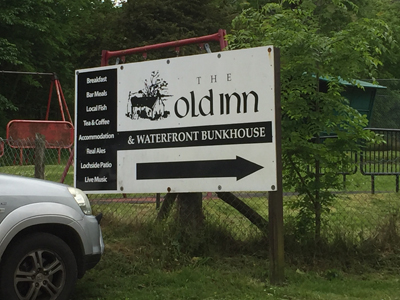 Breakfast
Bar Meals
Local Fish
Tea & Coffee
Accommodation
Real Ales
Lochside Patio
Live Music
THE
old inn
& WATERFRONT BUNKHOUSE